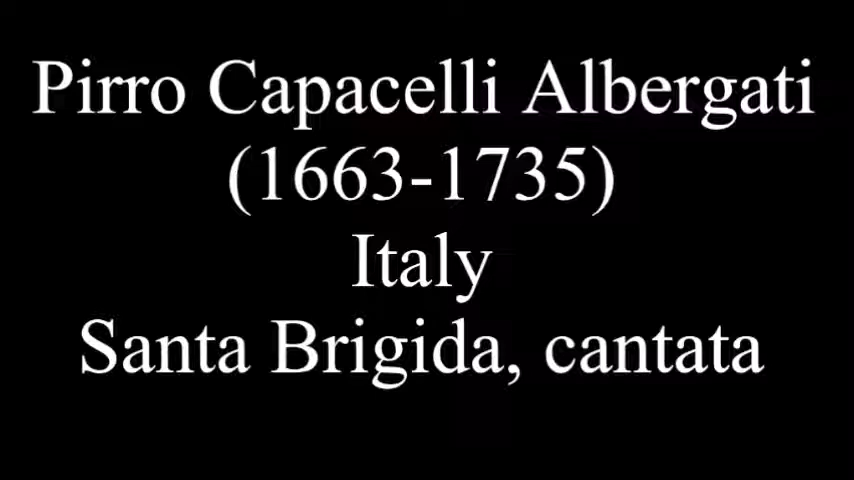 Pirro Capacelli Albergati
(1663-1735)
Italy
Santa Brigida, cantata